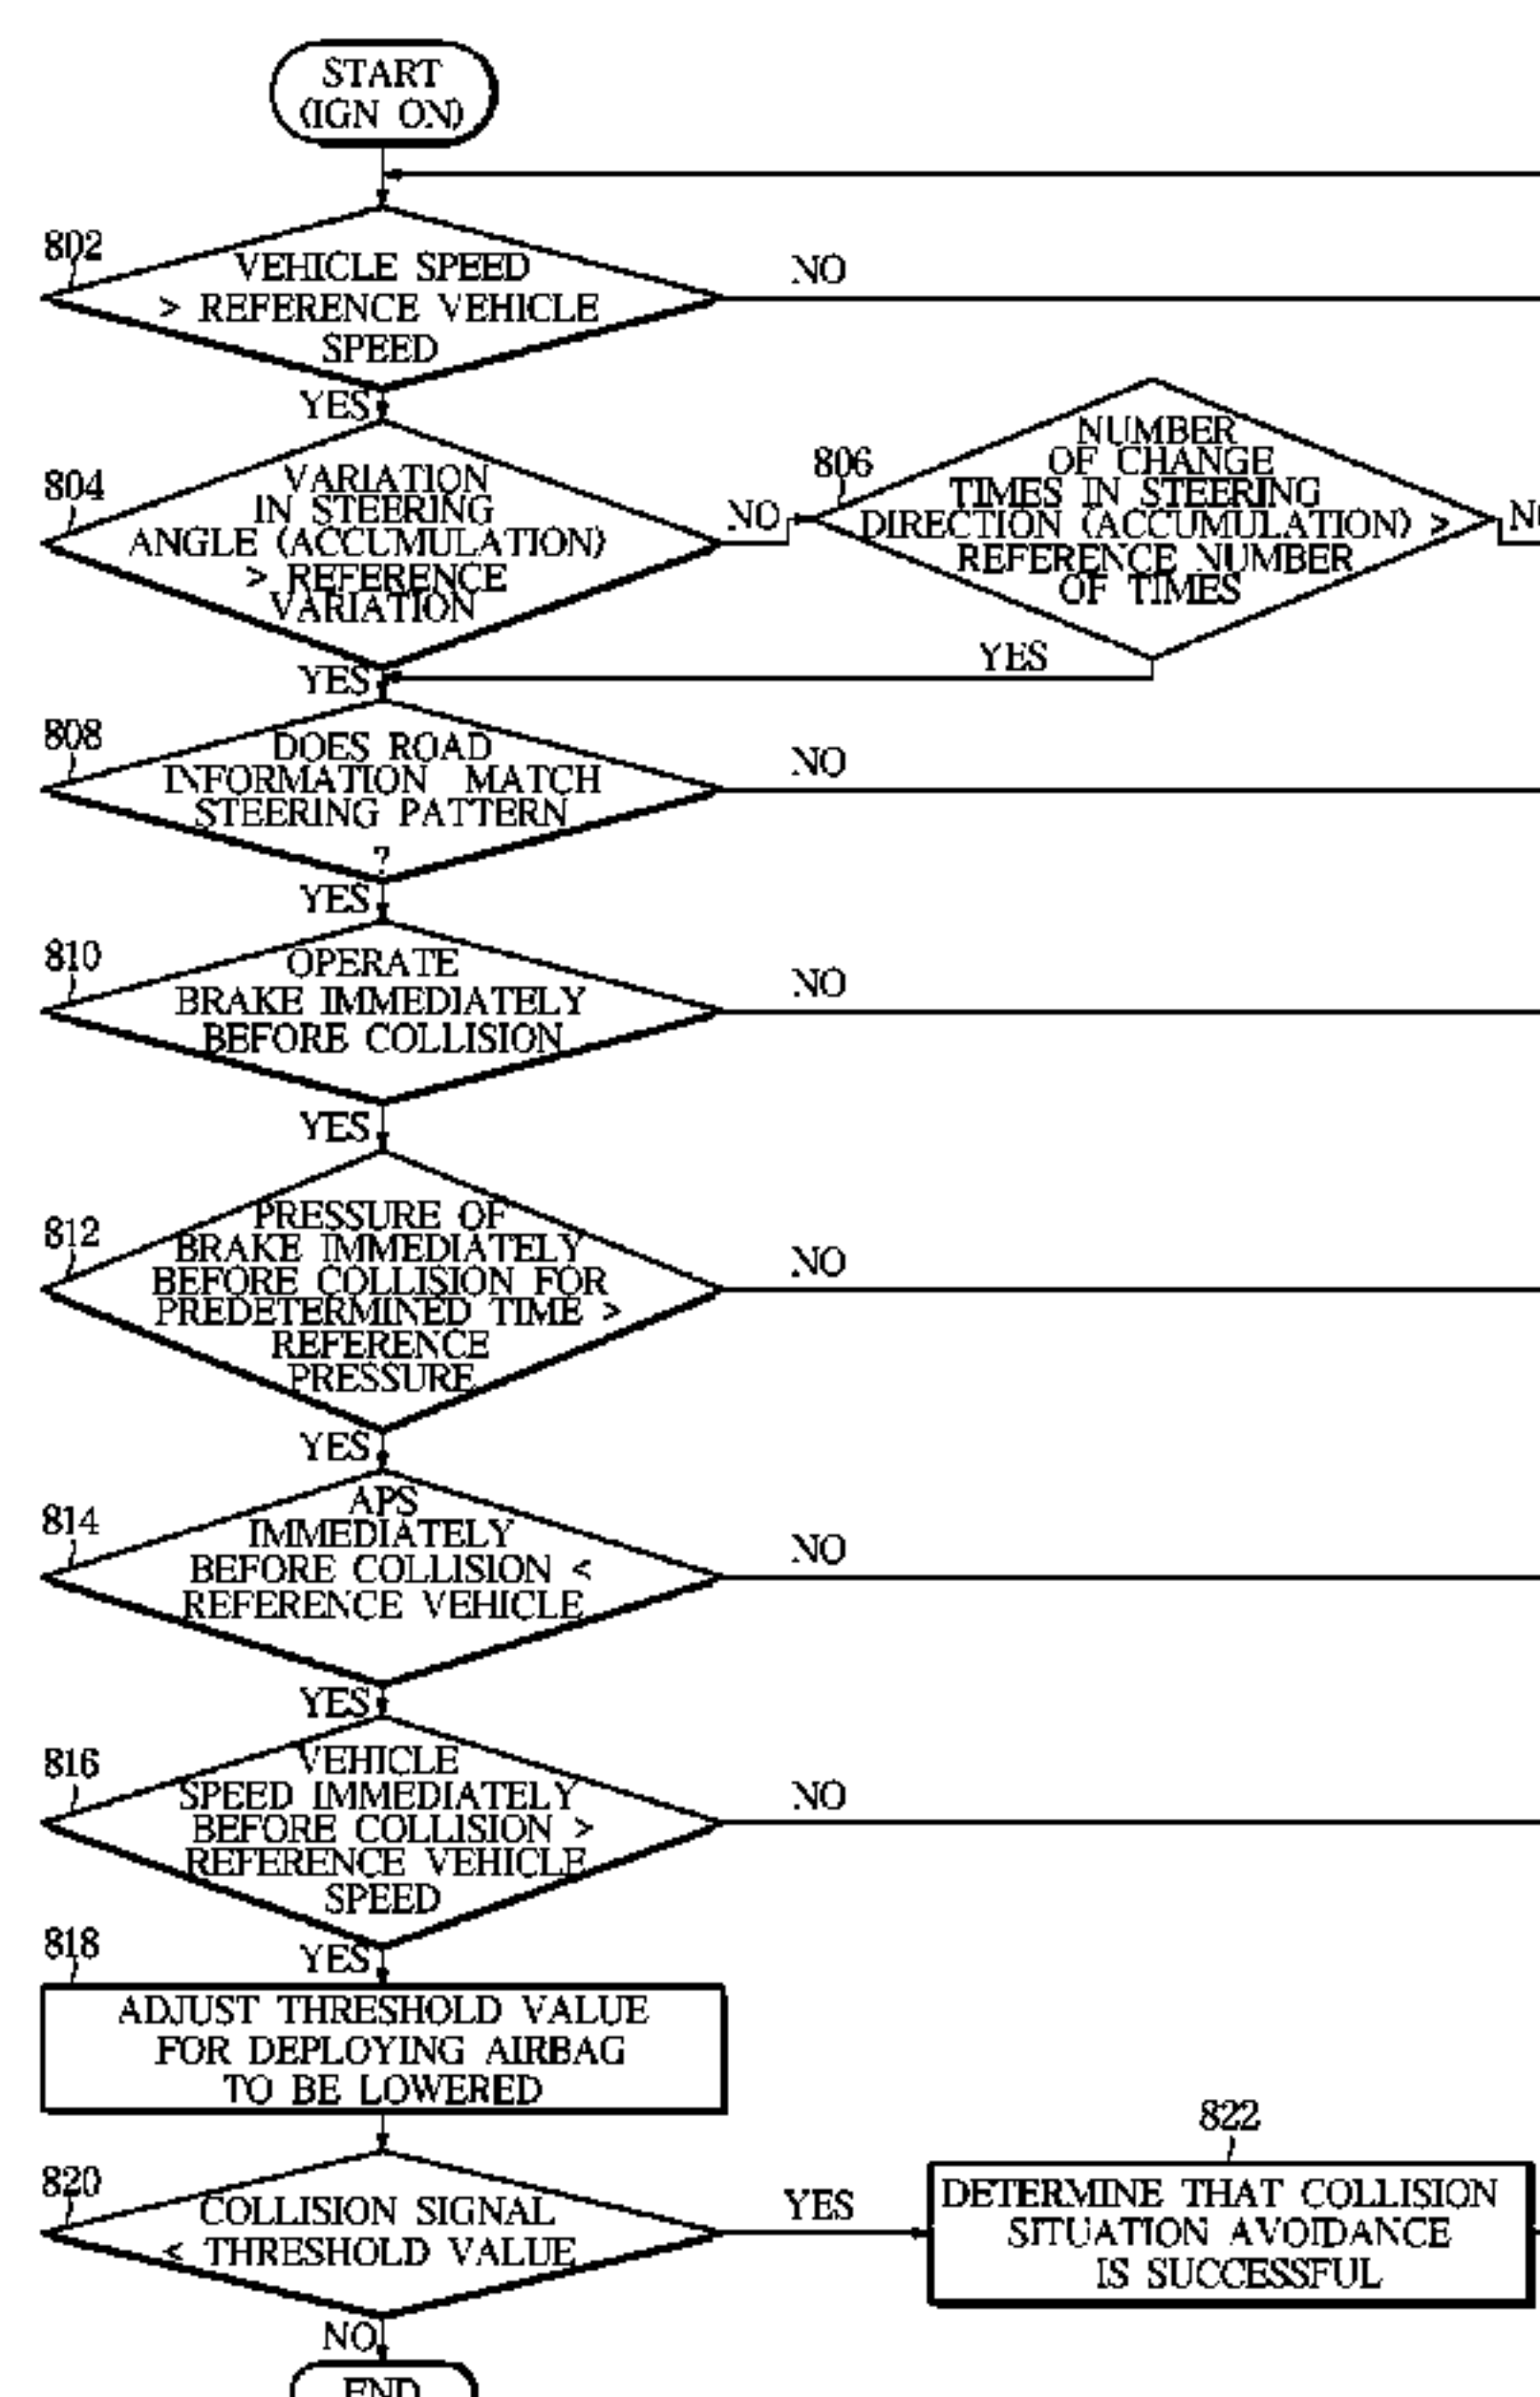 START
(IGN ON)
802
VEHICLE SPEED
> REFERENCE VEHICLE
SPEED
NO
YES
804
VARIATION
IN STEERING
ANGLE (ACCUMULATION)
> REFERENCE
VARIATION
NO
806
NUMBER
OF CHANGE
TIMES IN STEERING
DIRECTION (ACCUMULATION) >
REFERENCE NUMBER
OF TIMES
NO
YES
YES
808
DOES ROAD
INFORMATION MATCH
STEERING PATTERN
?
NO
YES
810
OPERATE
BRAKE IMMEDIATELY
BEFORE COLLISION
NO
YES
812
PRESSURE OF
BRAKE IMMEDIATELY
BEFORE COLLISION FOR
PREDETERMINED TIME >
REFERENCE
PRESSURE
NO
YES
814
APS
IMMEDIATELY
BEFORE COLLISION <
REFERENCE VEHICLE
NO
YES
816
VEHICLE
SPEED IMMEDIATELY
BEFORE COLLISION >
REFERENCE VEHICLE
SPEED
NO
YES
818
ADJUST THRESHOLD VALUE
FOR DEPLOYING AIRBAG
TO BE LOWERED
820
COLLISION SIGNAL
< THRESHOLD VALUE
YES
822
DETERMINE THAT COLLISION
SITUATION AVOIDANCE
IS SUCCESSFUL
NO
END